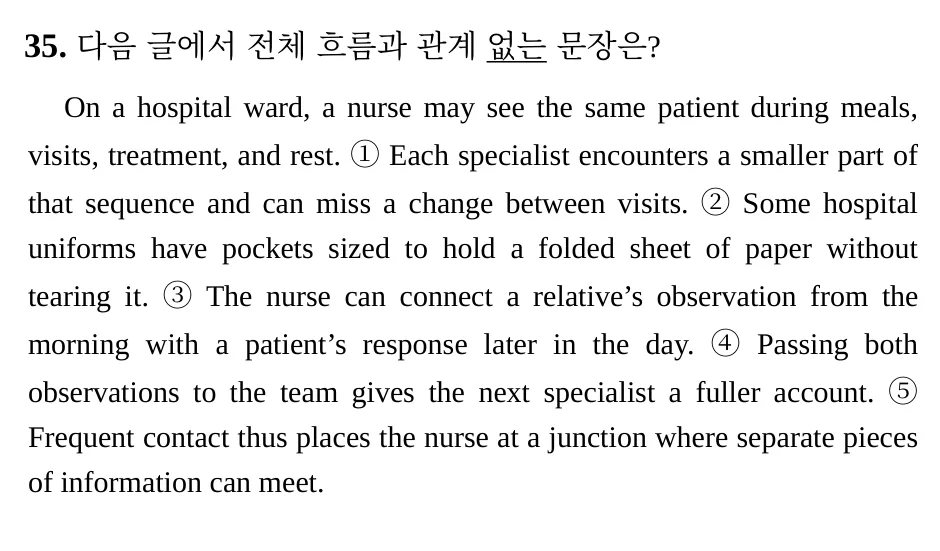 35. 다음 글에서 전체 흐름과 관계 없는 문장은?
On a hospital ward, a nurse may see the same patient during meals,
visits, treatment, and rest. ① Each specialist encounters a smaller part of
that sequence and can miss a change between visits. ② Some hospital
uniforms have pockets sized to hold a folded sheet of paper without
tearing it. ③ The nurse can connect a relative’s observation from the
morning with a patient’s response later in the day. ④ Passing both
observations to the team gives the next specialist a fuller account. ⑤
Frequent contact thus places the nurse at a junction where separate pieces
of information can meet.